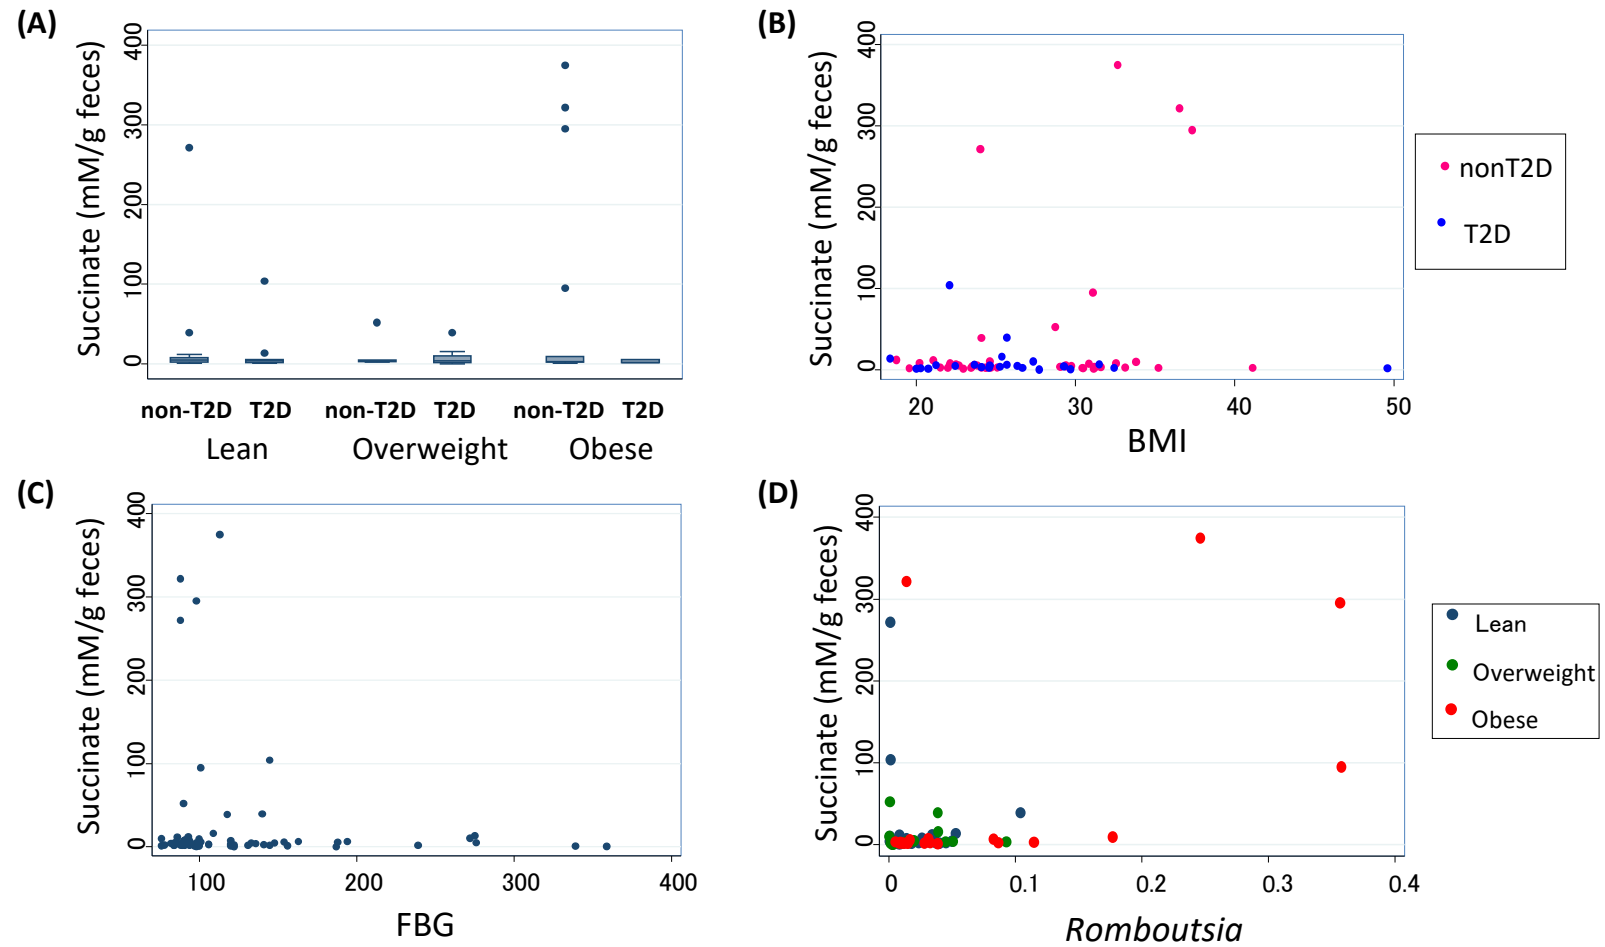 (A)
Succinate (mM/g feces)
400
300
200
100
0
non-T2D T2D non-T2D T2D non-T2D T2D
Lean Overweight Obese
(B)
Succinate (mM/g feces)
400
300
200
100
0
20 30 40 50
BMI
nonT2D
T2D
(C)
Succinate (mM/g feces)
400
300
200
100
0
100 200 300 400
FBG
(D)
Succinate (mM/g feces)
400
300
200
100
0
0 0.1 0.2 0.3 0.4
Romboutsia
Lean
Overweight
Obese